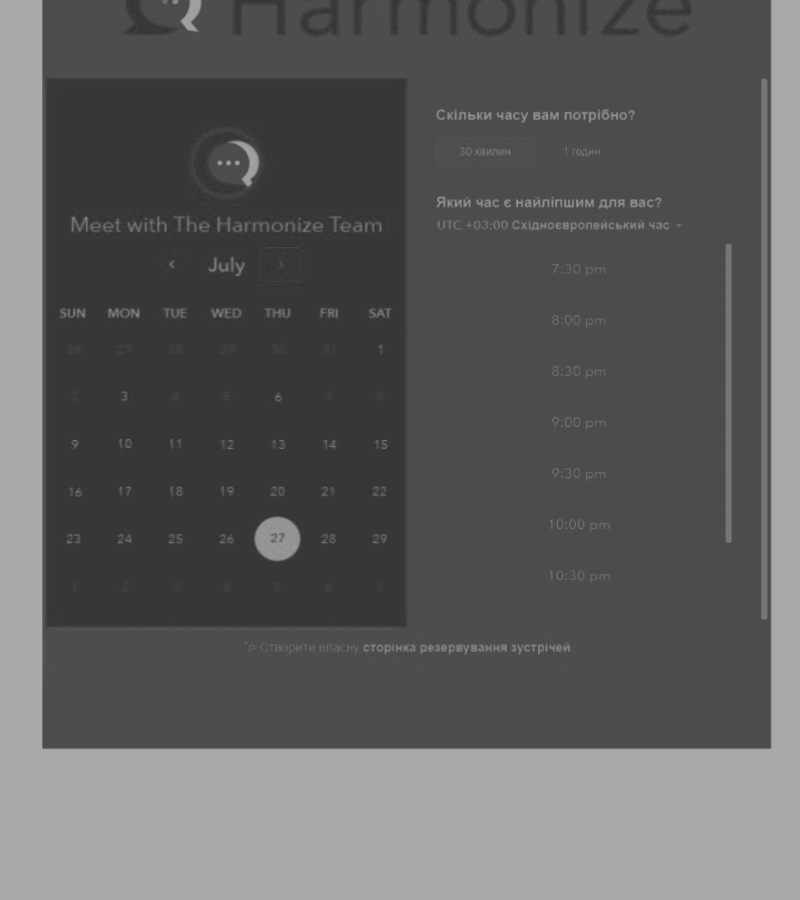 Harmonize
Meet with The Harmonize Team
July
SUN MON TUE WED THU FRI SAT
26 27 28 29 30 31 1
2 3 4 5 6 7 8
9 10 11 12 13 14 15
16 17 18 19 20 21 22
23 24 25 26 27 28 29
1 2 3 4 5 6 7
Скільки часу вам потрібно?
30 хвилин 1 годин
Який час є найліпшим для вас?
UTC +03:00 Східноєвропейський час
7:30 pm
8:00 pm
8:30 pm
9:00 pm
9:30 pm
10:00 pm
10:30 pm
Створити власну сторінка резервування зустрічей